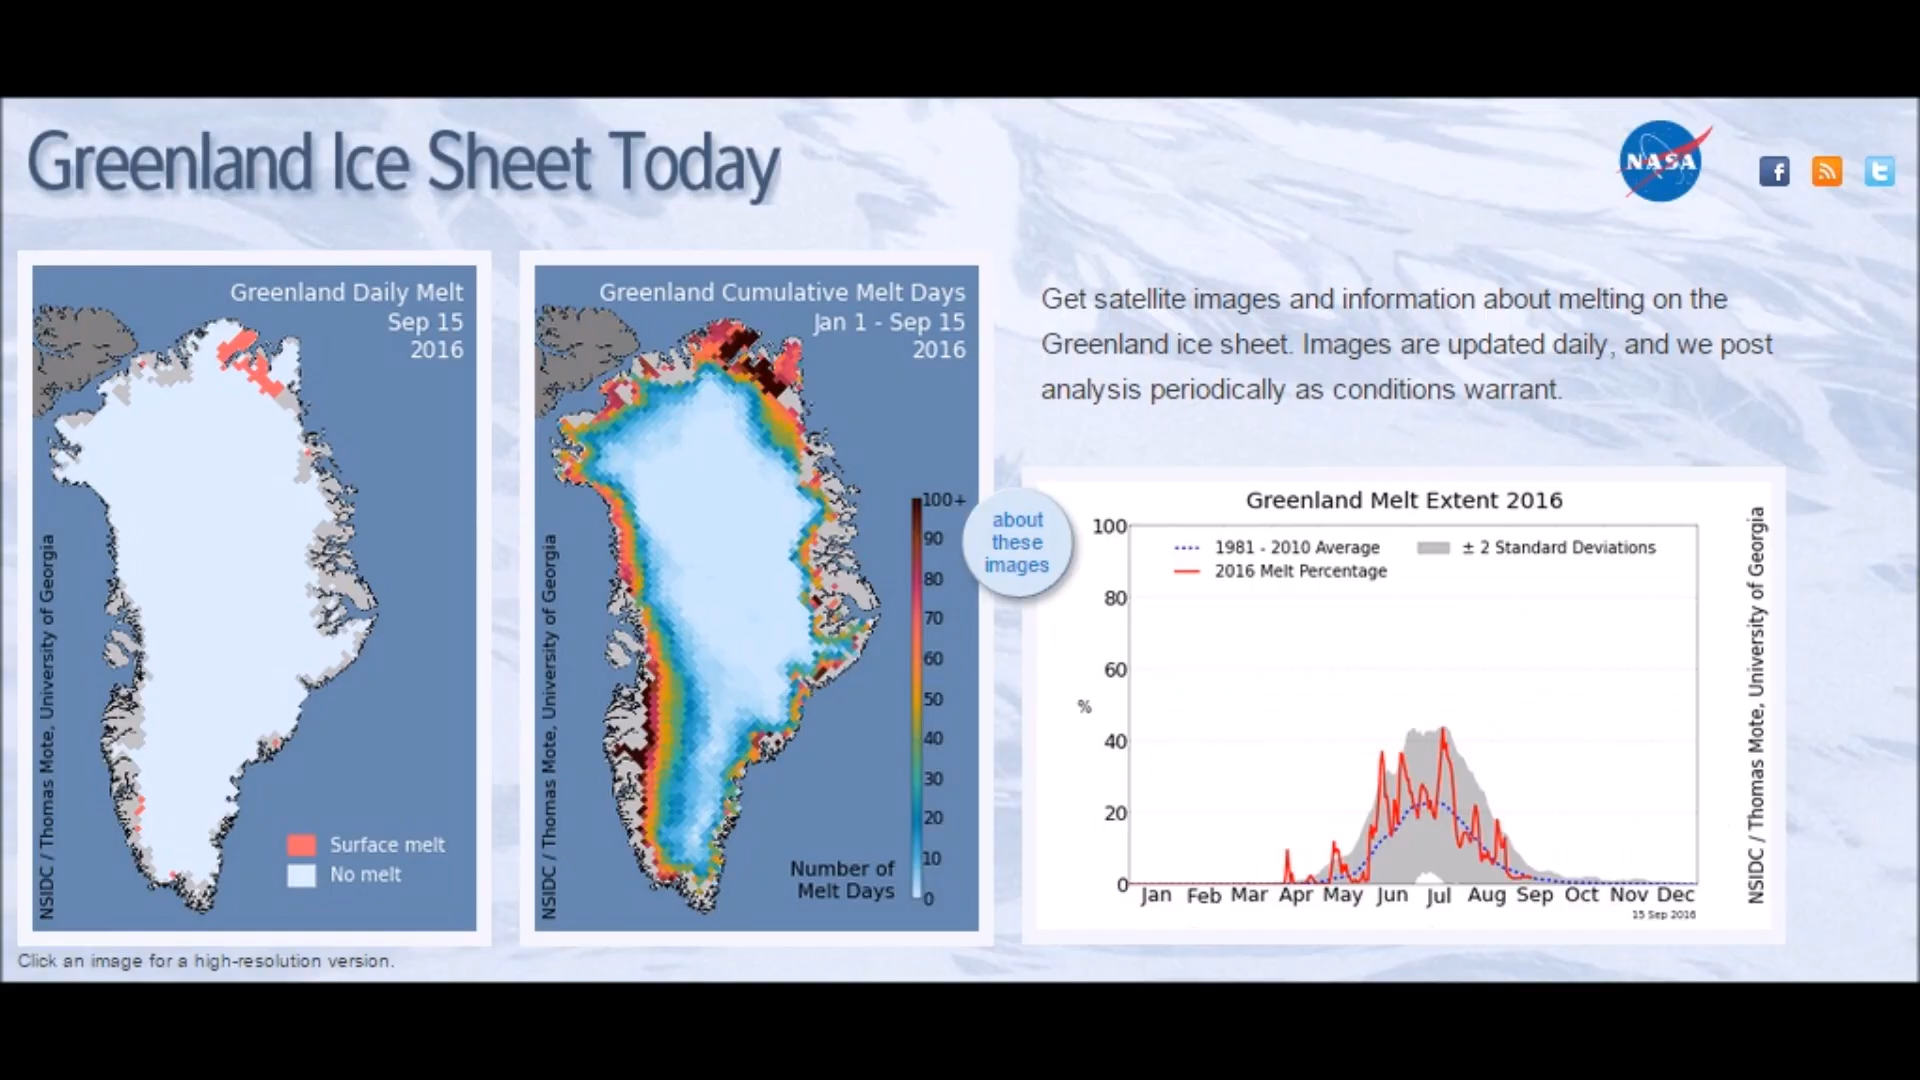 Greenland Ice Sheet Today
NASA
f
t
Greenland Daily Melt
Sep 15
2016
NSIDC / Thomas Mote, University of Georgia
Surface melt
No melt
Click an image for a high-resolution version.
Greenland Cumulative Melt Days
Jan 1 - Sep 15
2016
NSIDC / Thomas Mote, University of Georgia
100+
90
80
70
60
50
40
30
20
10
0
Number of
Melt Days
about
these
images
Get satellite images and information about melting on the
Greenland ice sheet. Images are updated daily, and we post
analysis periodically as conditions warrant.
Greenland Melt Extent 2016
1981 - 2010 Average
± 2 Standard Deviations
2016 Melt Percentage
100
80
60
%
40
20
0
Jan Feb Mar Apr May Jun Jul Aug Sep Oct Nov Dec
15 Sep 2016
NSIDC / Thomas Mote, University of Georgia